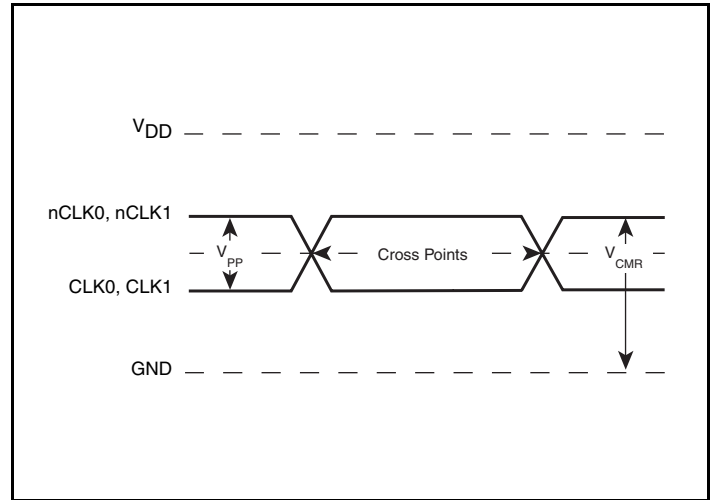 VDD
nCLK0, nCLK1
VPP
Cross Points
VCMR
CLK0, CLK1
GND